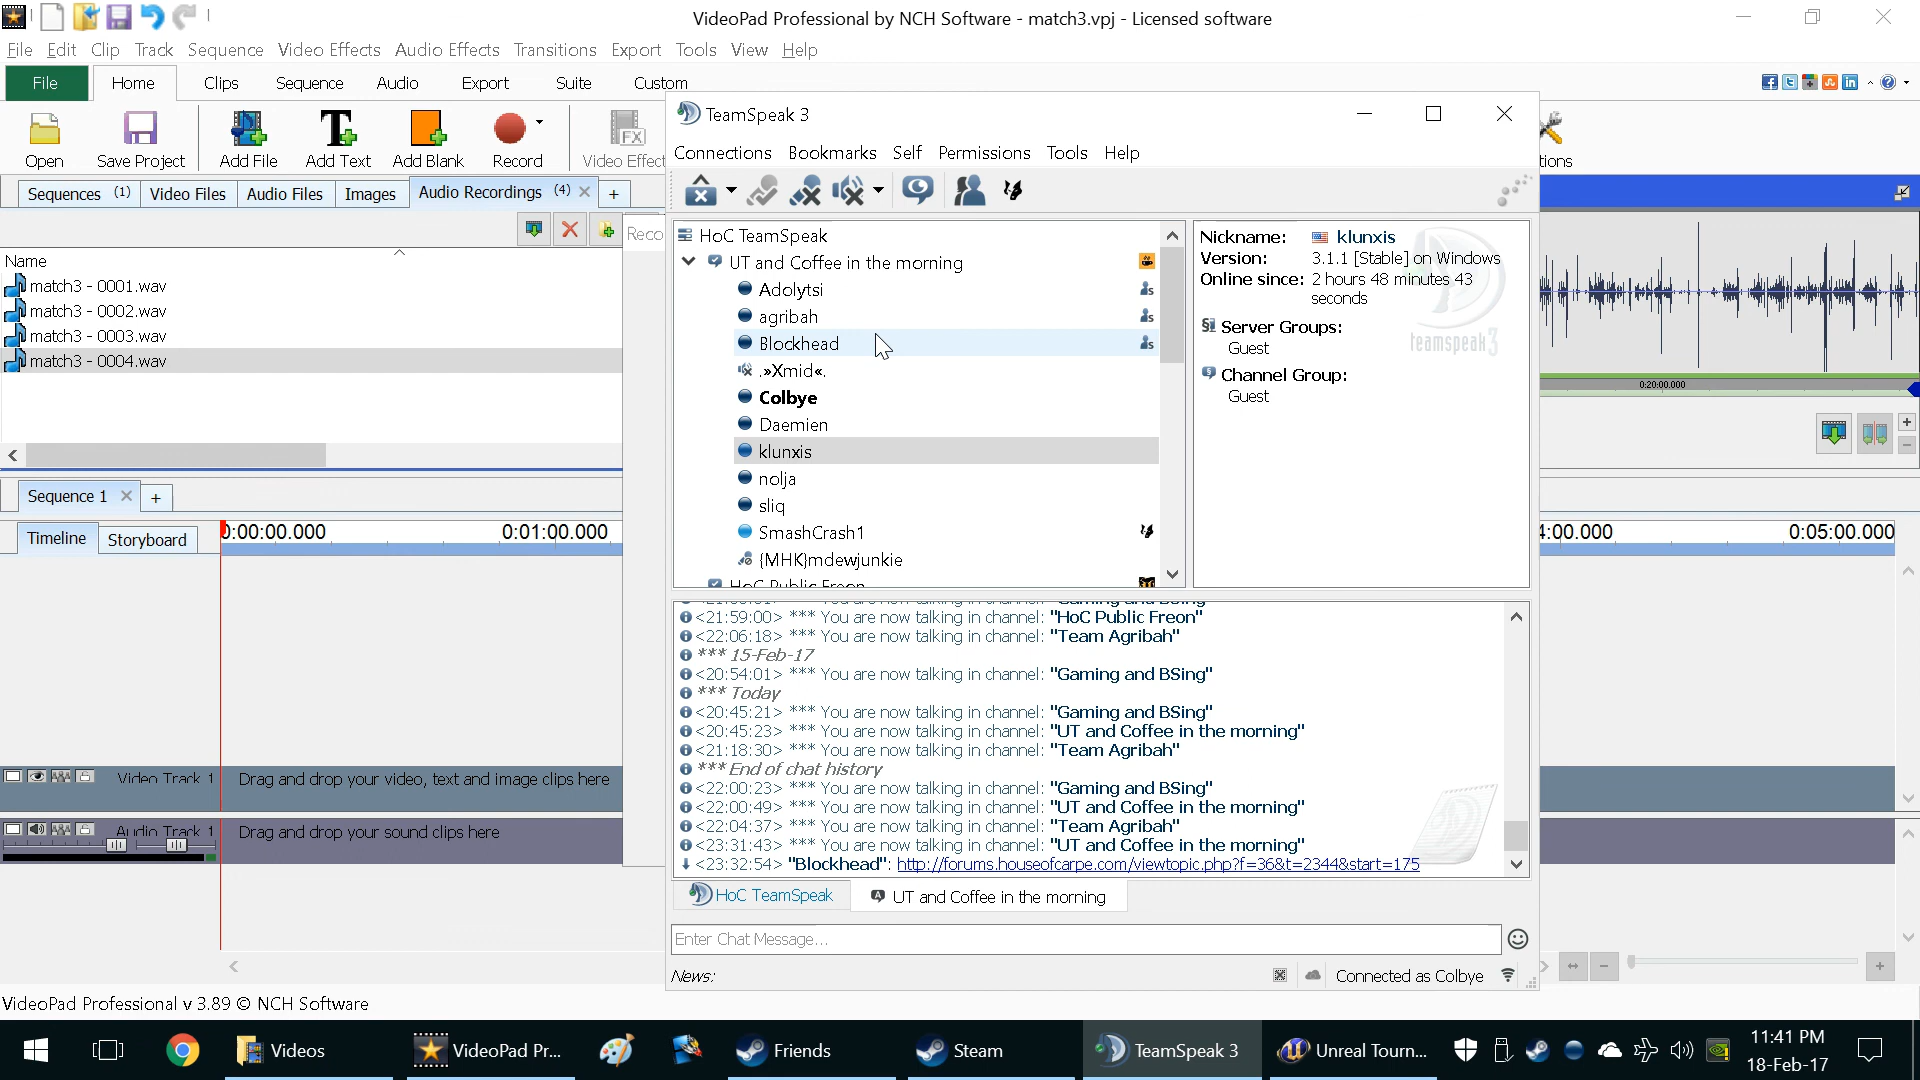 VideoPad Professional by NCH Software - match3.vpj - Licensed software
File Edit Clip Track Sequence Video Effects Audio Effects Transitions Export Tools View Help
File Home Clips Sequence Audio Export Suite Custom
Open Save Project Add File Add Text Add Blank Record Video Effect
Sequences (1) Video Files Audio Files Images Audio Recordings (4) +
Reco
Name
match3 - 0001.wav
match3 - 0002.wav
match3 - 0003.wav
match3 - 0004.wav
Sequence 1 +
Timeline Storyboard
0:00:00.000 0:01:00.000
Video Track 1 Drag and drop your video, text and image clips here
Audio Track 1 Drag and drop your sound clips here
VideoPad Professional v 3.89 © NCH Software
TeamSpeak 3
Connections Bookmarks Self Permissions Tools Help
HoC TeamSpeak
UT and Coffee in the morning
Adolytsi
agribah
Blockhead
.»Xmid«.
Colbye
Daemien
klunxis
nolja
sliq
SmashCrash1
{MHK}mdewjunkie
HoC Public Freon
Nickname: klunxis
Version: 3.1.1 [Stable] on Windows
Online since: 2 hours 48 minutes 43 seconds
Server Groups:
Guest
Channel Group:
Guest
teamspeak3
<21:59:00> *** You are now talking in channel: "HoC Public Freon"
<22:06:18> *** You are now talking in channel: "Team Agribah"
*** 15-Feb-17
<20:54:01> *** You are now talking in channel: "Gaming and BSing"
*** Today
<20:45:21> *** You are now talking in channel: "Gaming and BSing"
<20:45:23> *** You are now talking in channel: "UT and Coffee in the morning"
<21:18:30> *** You are now talking in channel: "Team Agribah"
*** End of chat history
<22:00:23> *** You are now talking in channel: "Gaming and BSing"
<22:00:49> *** You are now talking in channel: "UT and Coffee in the morning"
<22:04:37> *** You are now talking in channel: "Team Agribah"
<23:31:43> *** You are now talking in channel: "UT and Coffee in the morning"
<23:32:54> "Blockhead": http://forums.houseofcarpe.com/viewtopic.php?f=36&t=2344&start=175
HoC TeamSpeak UT and Coffee in the morning
Enter Chat Message...
News: Connected as Colbye
tions
0:20:00.000
4:00.000 0:05:00.000
Videos VideoPad Pr... Friends Steam TeamSpeak 3 Unreal Tourn...
11:41 PM
18-Feb-17